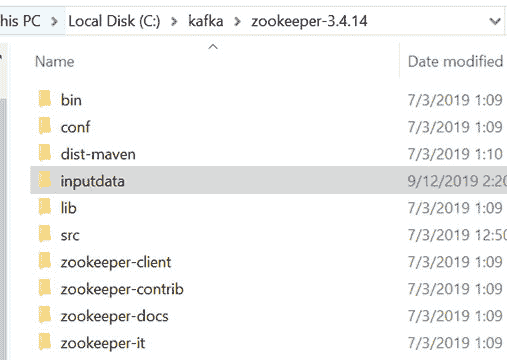 his PC > Local Disk (C:) > kafka > zookeeper-3.4.14
Name Date modified
bin 7/3/2019 1:09
conf 7/3/2019 1:09
dist-maven 7/3/2019 1:10
inputdata 9/12/2019 2:20
lib 7/3/2019 1:09
src 7/3/2019 12:50
zookeeper-client 7/3/2019 1:09
zookeeper-contrib 7/3/2019 1:09
zookeeper-docs 7/3/2019 1:09
zookeeper-it 7/3/2019 1:09